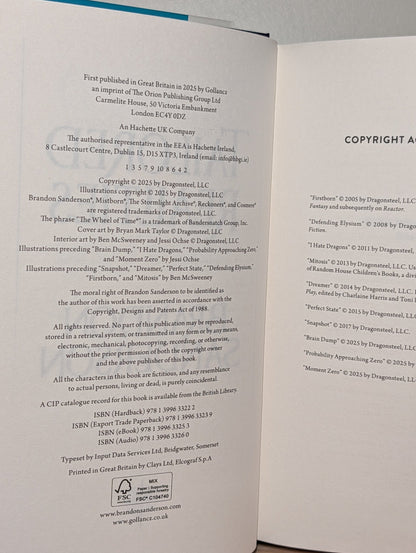 First published in Great Britain in 2025 by Gollancz
an imprint of The Orion Publishing Group Ltd
Carmelite House, 50 Victoria Embankment
London EC4Y 0DZ
An Hachette UK Company
The authorised representative in the EEA is Hachette Ireland,
8 Castlecourt Centre, Dublin 15, D15 XTP3, Ireland (email: info@hbgi.ie)
1 3 5 7 9 10 8 6 4 2
Copyright © 2025 by Dragonsteel, LLC
Illustrations copyright © 2025 by Dragonsteel, LLC
Brandon Sanderson®, Mistborn®, The Stormlight Archive®, Reckoners®, and Cosmere®
are registered trademarks of Dragonsteel, LLC.
The phrase "The Wheel of Time®" is a trademark of Bandersnatch Group, Inc.
Cover art by Bryan Mark Taylor © Dragonsteel, LLC
Interior art by Ben McSweeney and Jessi Ochse © Dragonsteel, LLC
Illustrations preceding "Brain Dump," "I Hate Dragons," "Probability Approaching Zero,"
and "Moment Zero" by Jessi Ochse
Illustrations preceding "Snapshot," "Dreamer," "Perfect State," "Defending Elysium,"
"Firstborn," and "Mitosis" by Ben McSweeney
The moral right of Brandon Sanderson to be identified as
the author of this work has been asserted in accordance with the
Copyright, Designs and Patents Act of 1988.
All rights reserved. No part of this publication may be reproduced,
stored in a retrieval system, or transmitted in any form or by any means,
electronic, mechanical, photocopying, recording, or otherwise,
without the prior permission of both the copyright owner
and the above publisher of this book.
All the characters in this book are fictitious, and any resemblance
to actual persons, living or dead, is purely coincidental.
A CIP catalogue record for this book is available from the British Library.
ISBN (Hardback) 978 1 3996 3322 2
ISBN (Export Trade Paperback) 978 1 3996 3323 9
ISBN (eBook) 978 1 3996 3325 3
ISBN (Audio) 978 1 3996 3326 0
Typeset by Input Data Services Ltd, Bridgwater, Somerset
Printed in Great Britain by Clays Ltd, Elcograf S.p.A
FSC
www.fsc.org
MIX
Paper | Supporting
responsible forestry
FSC® C104740
www.brandonsanderson.com
www.gollancz.co.uk
COPYRIGHT AC
"Firstborn" © 2005 by Dragonsteel, LLC.
Fantasy and subsequently on Reactor.
"Defending Elysium" © 2008 by Dragons
Fiction.
"I Hate Dragons" © 2011 by Dragonsteel,
"Mitosis" © 2013 by Dragonsteel, LLC. Us
of Random House Children's Books, a divi
"Dreamer" © 2014 by Dragonsteel, LLC. I
Play, edited by Charlaine Harris and Toni
"Perfect State" © 2015 by Dragonsteel, LLC
"Snapshot" © 2017 by Dragonsteel, LLC.
"Brain Dump" © 2025 by Dragonsteel, LLC
"Probability Approaching Zero" © 2025 by
"Moment Zero" © 2025 by Dragonsteel, LLC